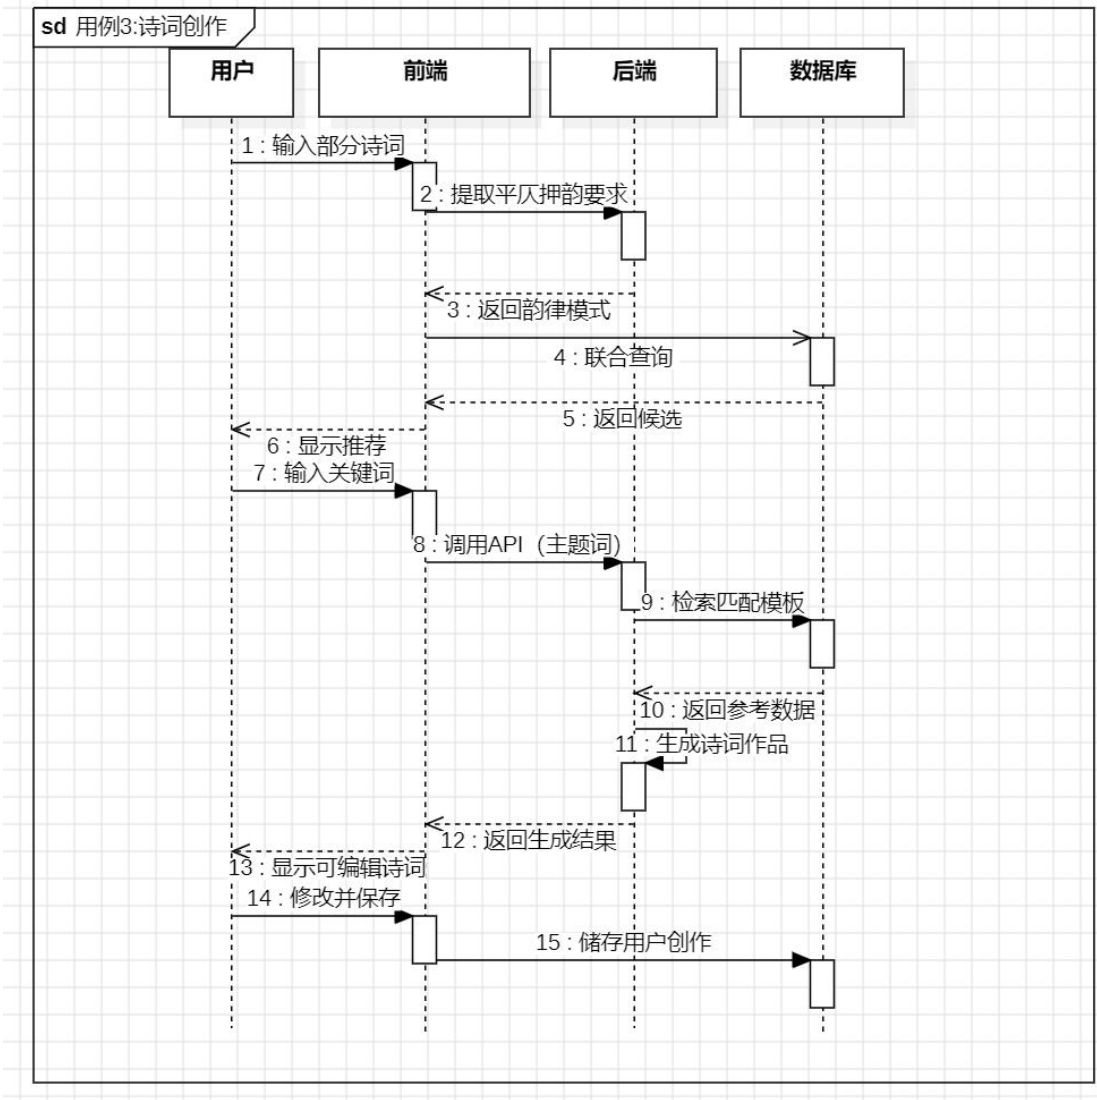 sd 用例3:诗词创作
用户
前端
后端
数据库
1 : 输入部分诗词
2 : 提取平仄押韵要求
3 : 返回韵律模式
4 : 联合查询
5 : 返回候选
6 : 显示推荐
7 : 输入关键词
8 : 调用API（主题词）
9 : 检索匹配模板
10 : 返回参考数据
11 : 生成诗词作品
12 : 返回生成结果
13 : 显示可编辑诗词
14 : 修改并保存
15 : 储存用户创作